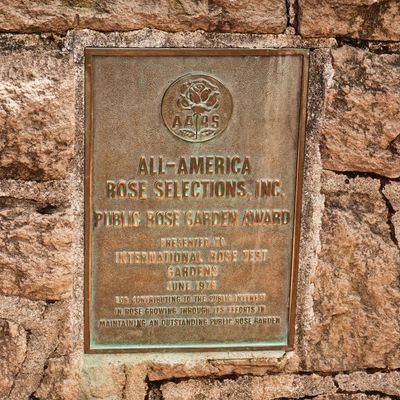 AARS
ALL-AMERICA
ROSE SELECTIONS, INC.
PUBLIC ROSE GARDEN AWARD
PRESENTED TO
INTERNATIONAL ROSE TEST
GARDENS
JUNE 1978
FOR CONTRIBUTING TO THE PUBLIC INTEREST
IN ROSE GROWING THROUGH ITS EFFORTS IN
MAINTAINING AN OUTSTANDING PUBLIC ROSE GARDEN